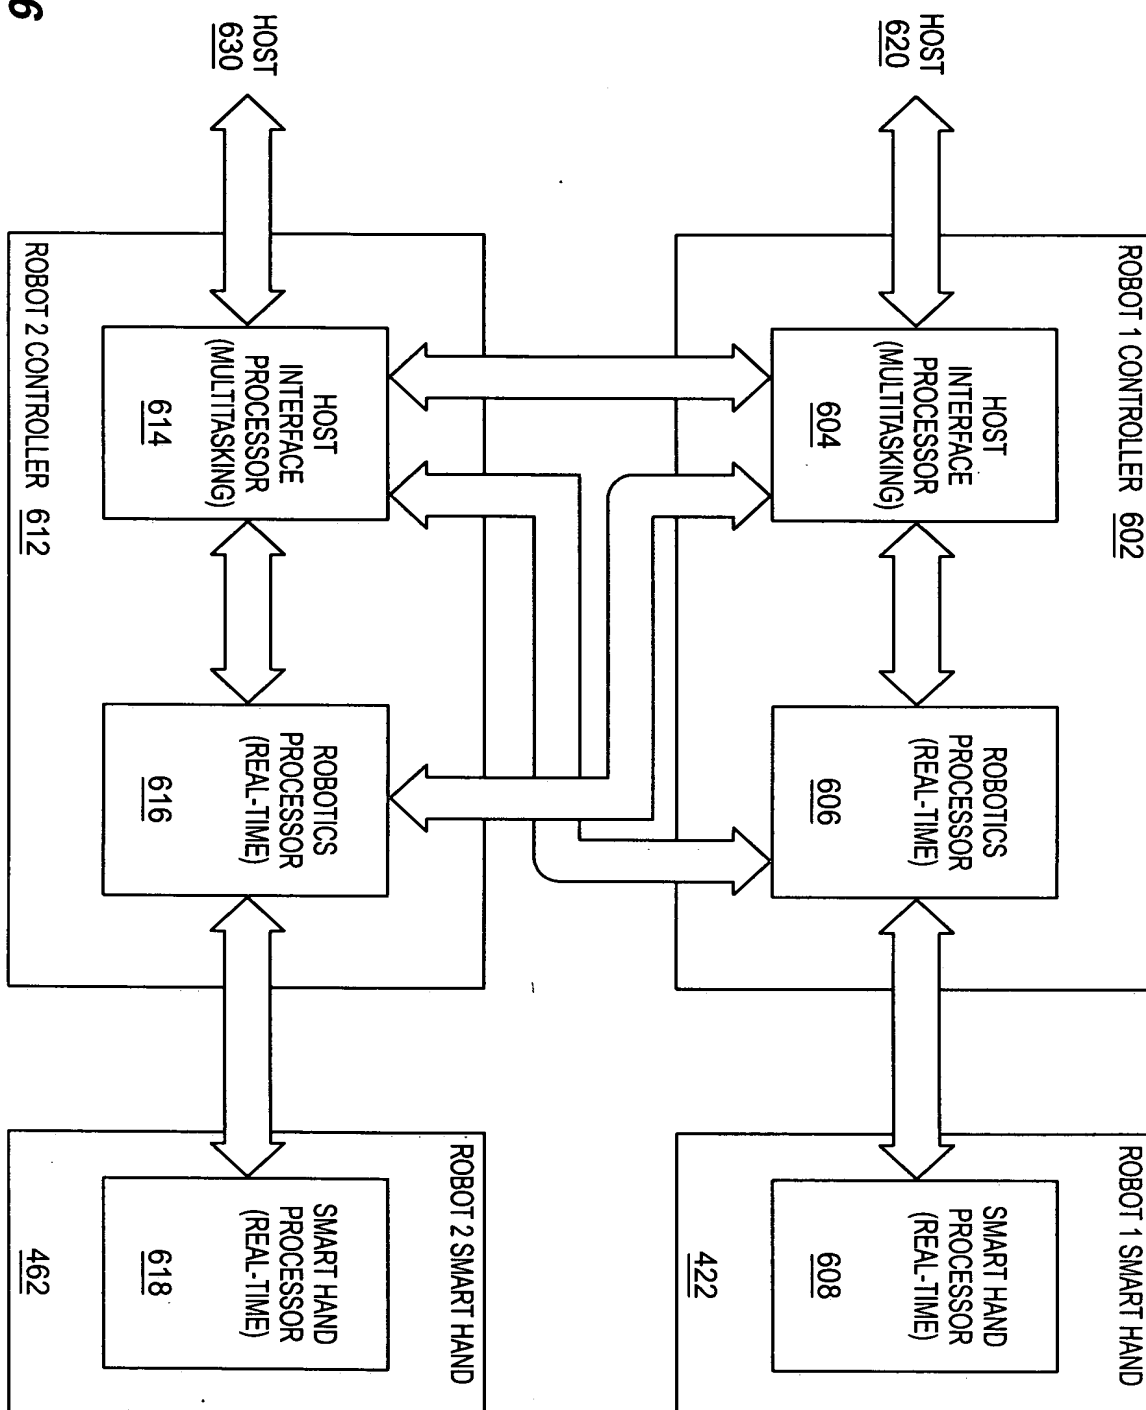 HOST
620
ROBOT 1 CONTROLLER 602
HOST
INTERFACE
PROCESSOR
(MULTITASKING)
604
ROBOTICS
PROCESSOR
(REAL-TIME)
606
ROBOT 1 SMART HAND
SMART HAND
PROCESSOR
(REAL-TIME)
608
422
HOST
630
HOST
INTERFACE
PROCESSOR
(MULTITASKING)
614
ROBOTICS
PROCESSOR
(REAL-TIME)
616
ROBOT 2 CONTROLLER 612
ROBOT 2 SMART HAND
SMART HAND
PROCESSOR
(REAL-TIME)
618
462
6